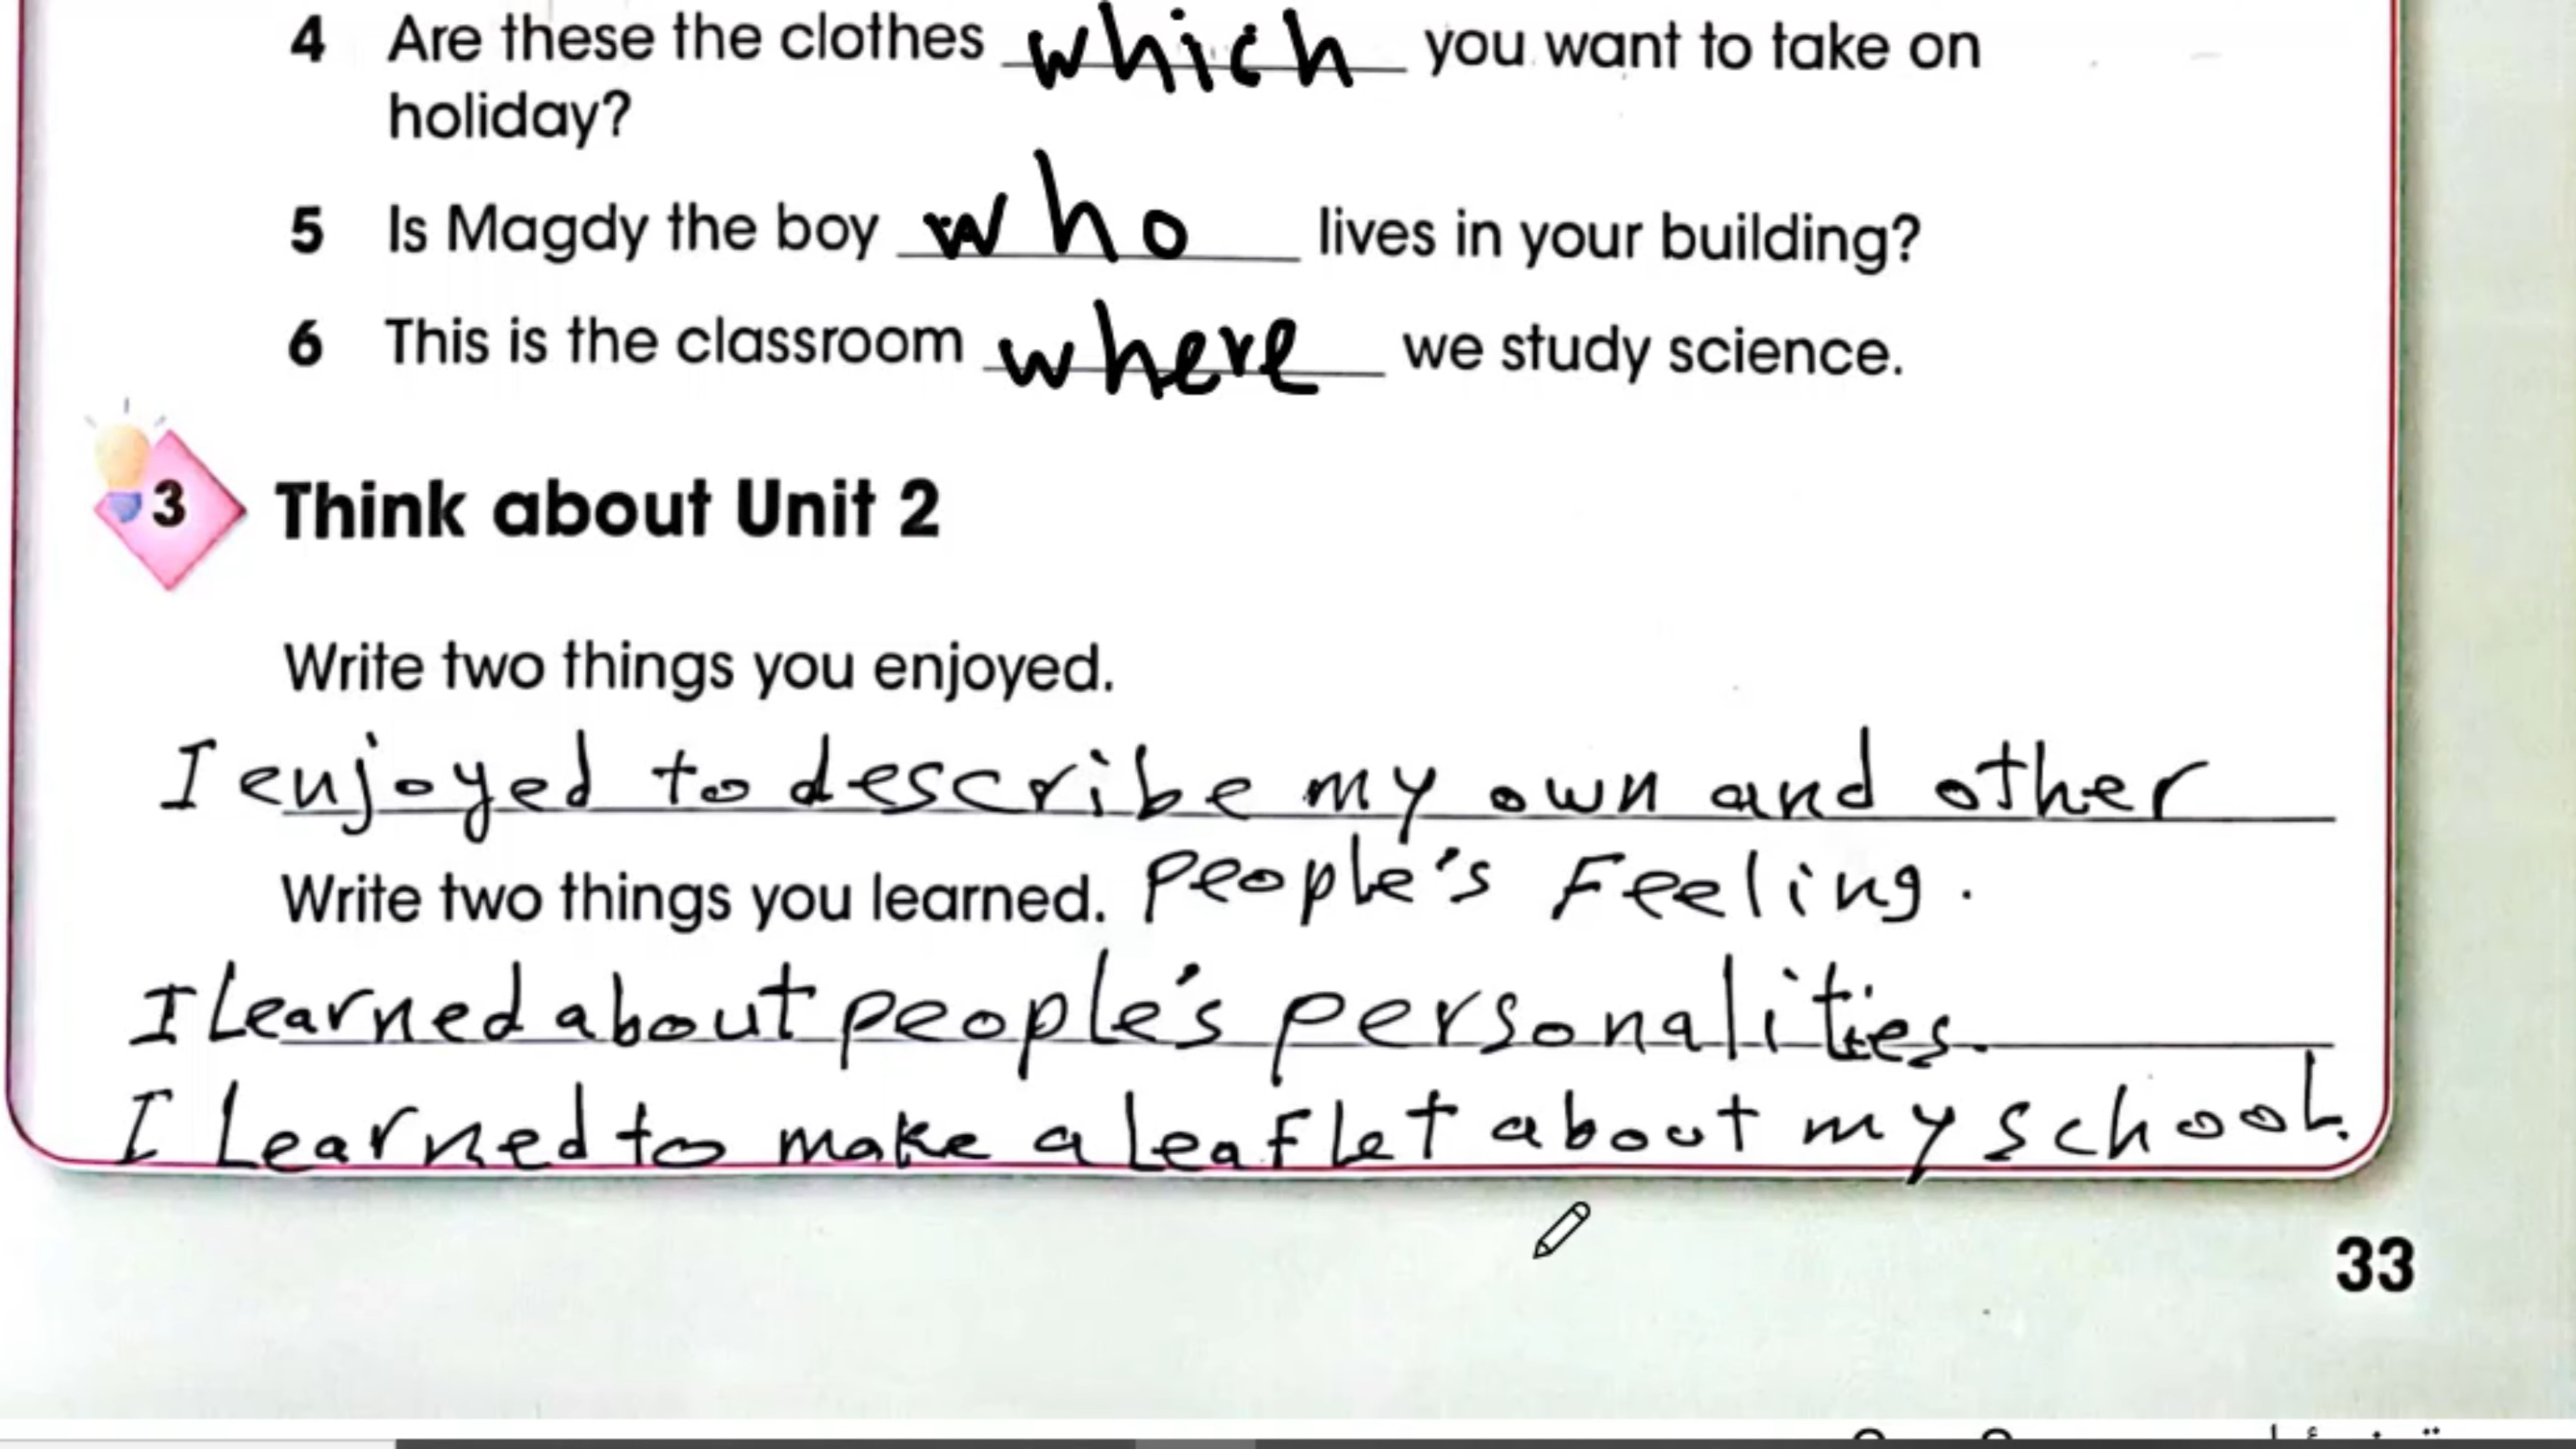 4 Are these the clothes which you want to take on
holiday?
5 Is Magdy the boy who lives in your building?
6 This is the classroom where we study science.
3 Think about Unit 2
Write two things you enjoyed.
I enjoyed to describe my own and other
Write two things you learned. people's Feeling.
I Learned about people's personalities.
I Learned to make a leaflet about my school.
33